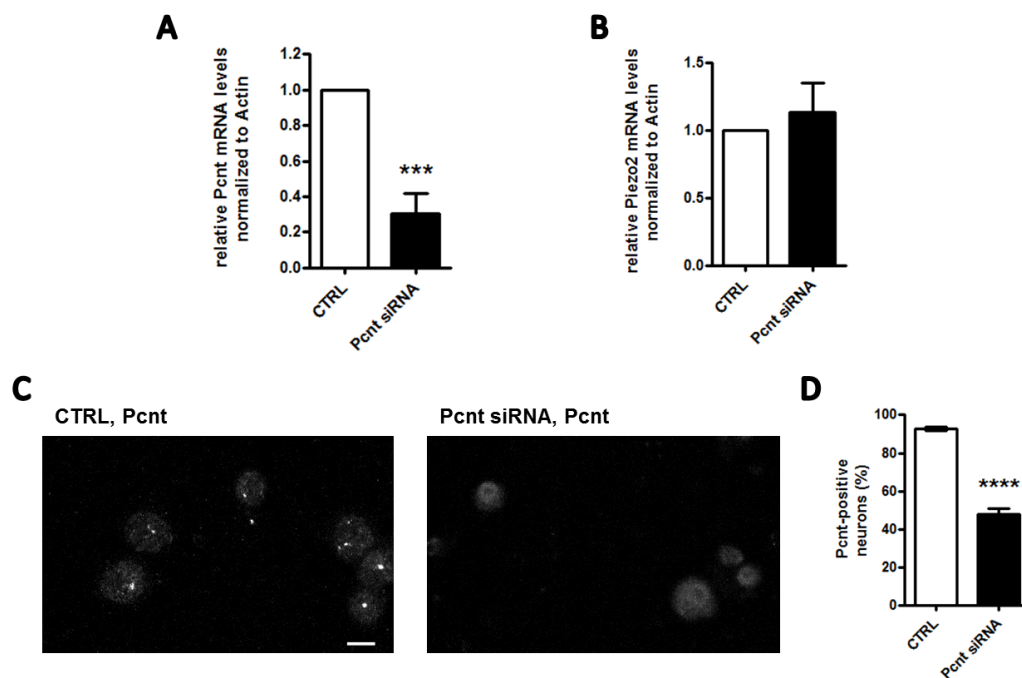 A
relative Pcnt mRNA levels
normalized to Actin
1.2
1.0
0.8
0.6
0.4
0.2
0.0
***
CTRL
Pcnt siRNA
B
relative Piezo2 mRNA levels
normalized to Actin
1.5
1.0
0.5
0.0
CTRL
Pcnt siRNA
C
CTRL, Pcnt
Pcnt siRNA, Pcnt
D
Pcnt-positive
neurons (%)
100
80
60
40
20
0
****
CTRL
Pcnt siRNA